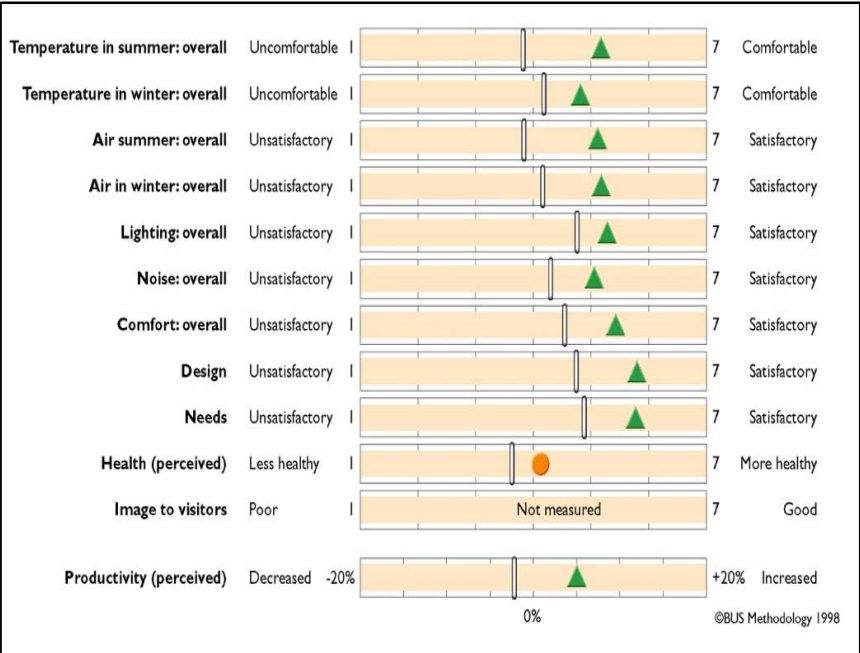 Temperature in summer: overall Uncomfortable 1 7 Comfortable
Temperature in winter: overall Uncomfortable 1 7 Comfortable
Air summer: overall Unsatisfactory 1 7 Satisfactory
Air in winter: overall Unsatisfactory 1 7 Satisfactory
Lighting: overall Unsatisfactory 1 7 Satisfactory
Noise: overall Unsatisfactory 1 7 Satisfactory
Comfort: overall Unsatisfactory 1 7 Satisfactory
Design Unsatisfactory 1 7 Satisfactory
Needs Unsatisfactory 1 7 Satisfactory
Health (perceived) Less healthy 1 7 More healthy
Image to visitors Poor 1 Not measured 7 Good
Productivity (perceived) Decreased -20% +20% Increased
0% ©BUS Methodology 1998